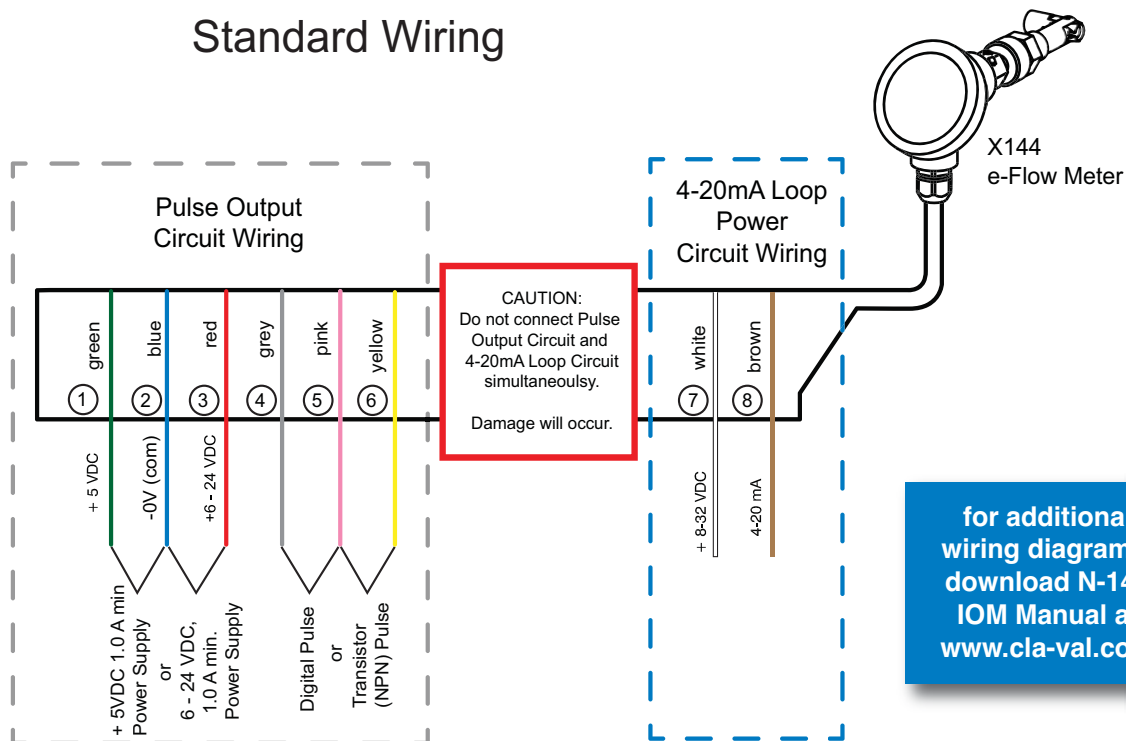 Standard Wiring
X144
e-Flow Meter
Pulse Output
Circuit Wiring
4-20mA Loop
Power
Circuit Wiring
CAUTION:
Do not connect Pulse
Output Circuit and
4-20mA Loop Circuit
simultaneoulsy.
Damage will occur.
green
blue
red
grey
pink
yellow
white
brown
1
2
3
4
5
6
7
8
+ 5 VDC
-0V (com)
+6 - 24 VDC
+ 8-32 VDC
4-20 mA
+ 5VDC 1.0 A min
Power Supply
or
6 - 24 VDC,
1.0 A min.
Power Supply
Digital Pulse
or
Transistor
(NPN) Pulse
for additiona
wiring diagram
download N-14
IOM Manual a
www.cla-val.co